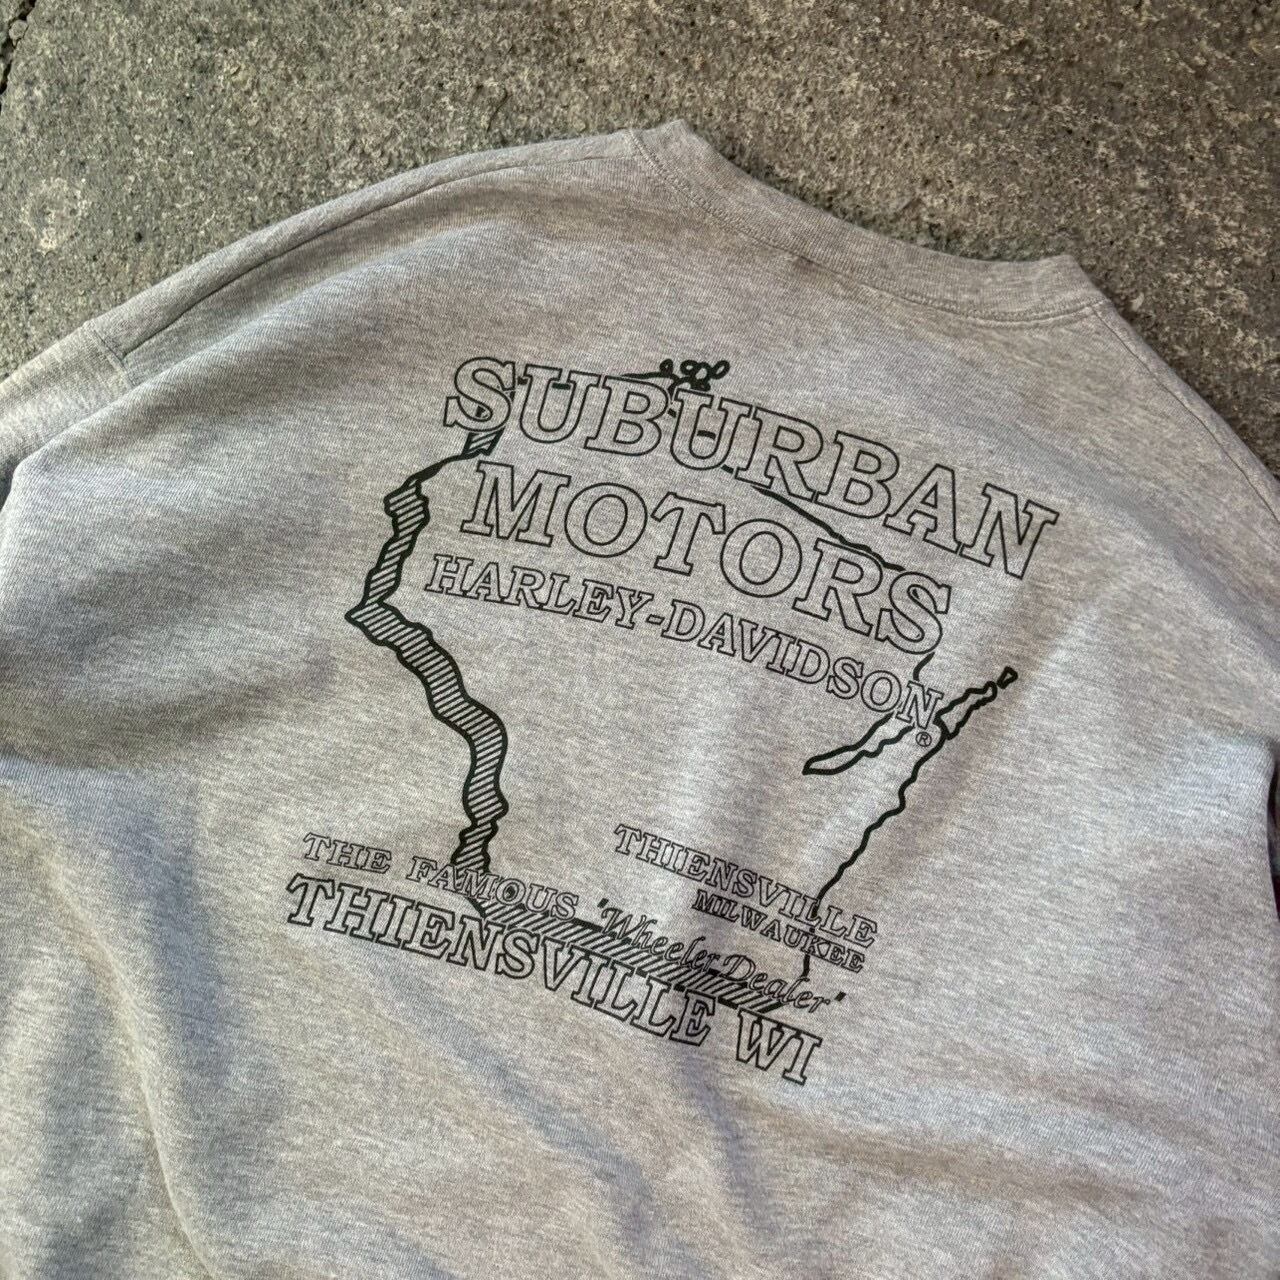 SUBURBAN
MOTORS
HARLEY-DAVIDSON®
THIENSVILLE
MILWAUKEE
THE FAMOUS "Wheeler Dealer"
THIENSVILLE WI